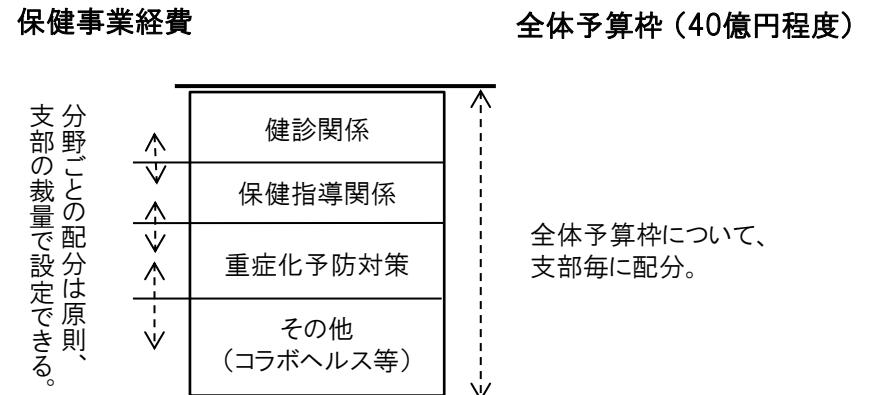 保健事業経費
全体予算枠（40億円程度）
分野ごとの配分は原則、
支部の裁量で設定できる。
健診関係
保健指導関係
重症化予防対策
その他
（コラボヘルス等）
全体予算枠について、
支部毎に配分。